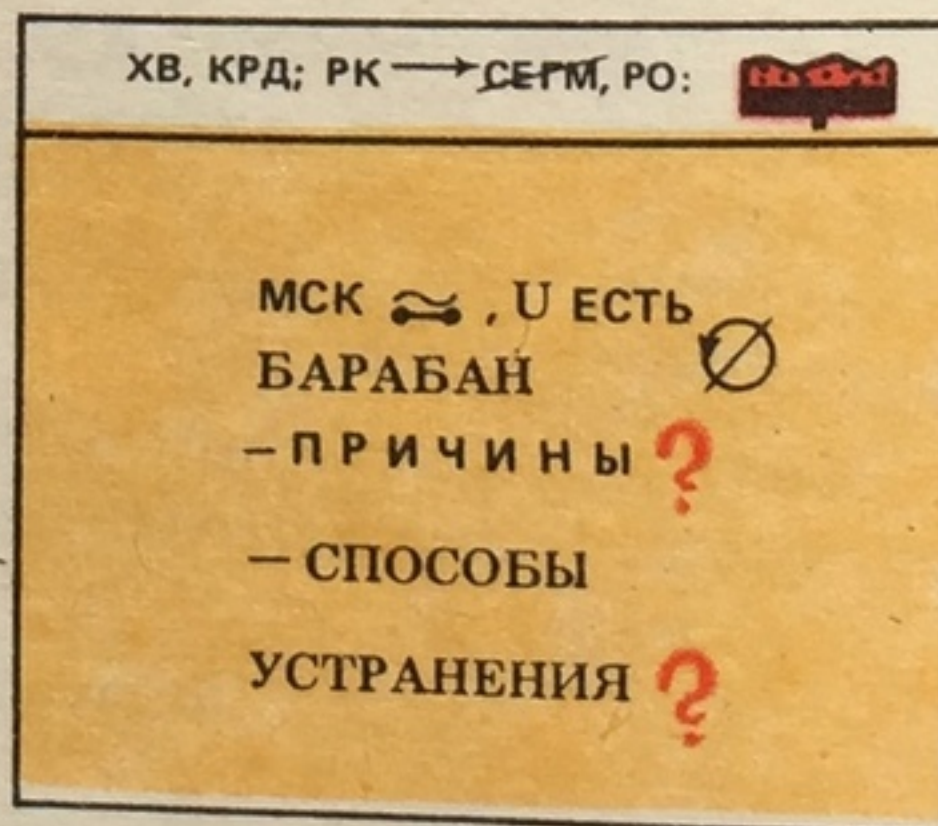 ХВ, КРД; РК → СЕГМ, РО:
МСК , U ЕСТЬ
БАРАБАН
– ПРИЧИНЫ ?
– СПОСОБЫ
УСТРАНЕНИЯ ?